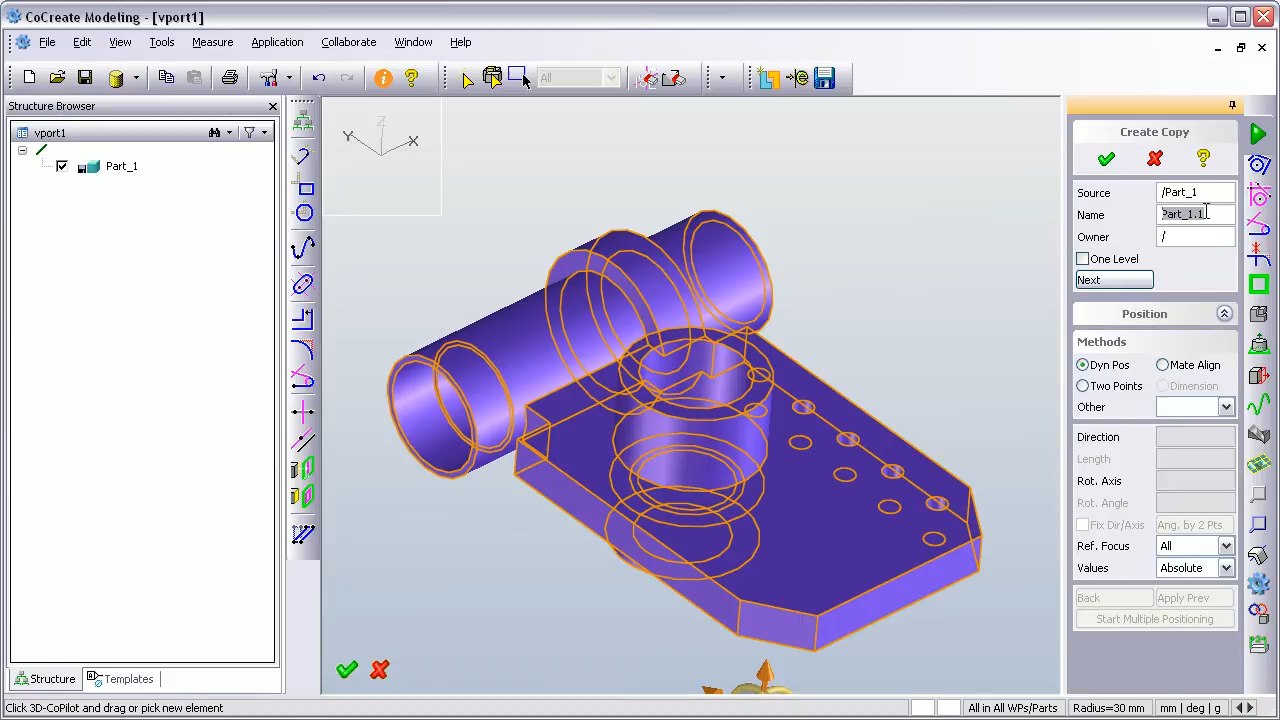 CoCreate Modeling - [vport1]
File Edit View Tools Measure Application Collaborate Window Help
All
Structure Browser
vport1
Part_1
Structure
Templates
Z
Y
X
Create Copy
Source /Part_1
Name Part_1.1
Owner /
One Level
Next
Position
Methods
Dyn Pos Mate Align
Two Points Dimension
Other
Direction
Length
Rot. Axis
Rot. Angle
Fix Dir/Axis Ang. by 2 Pts
Ref. Focus All
Values Absolute
Back Apply Prev
Start Multiple Positioning
Click 3D-CoPilot and drag or pick new element
All in All WPs/Parts Radius=30 mm mm | deg | g